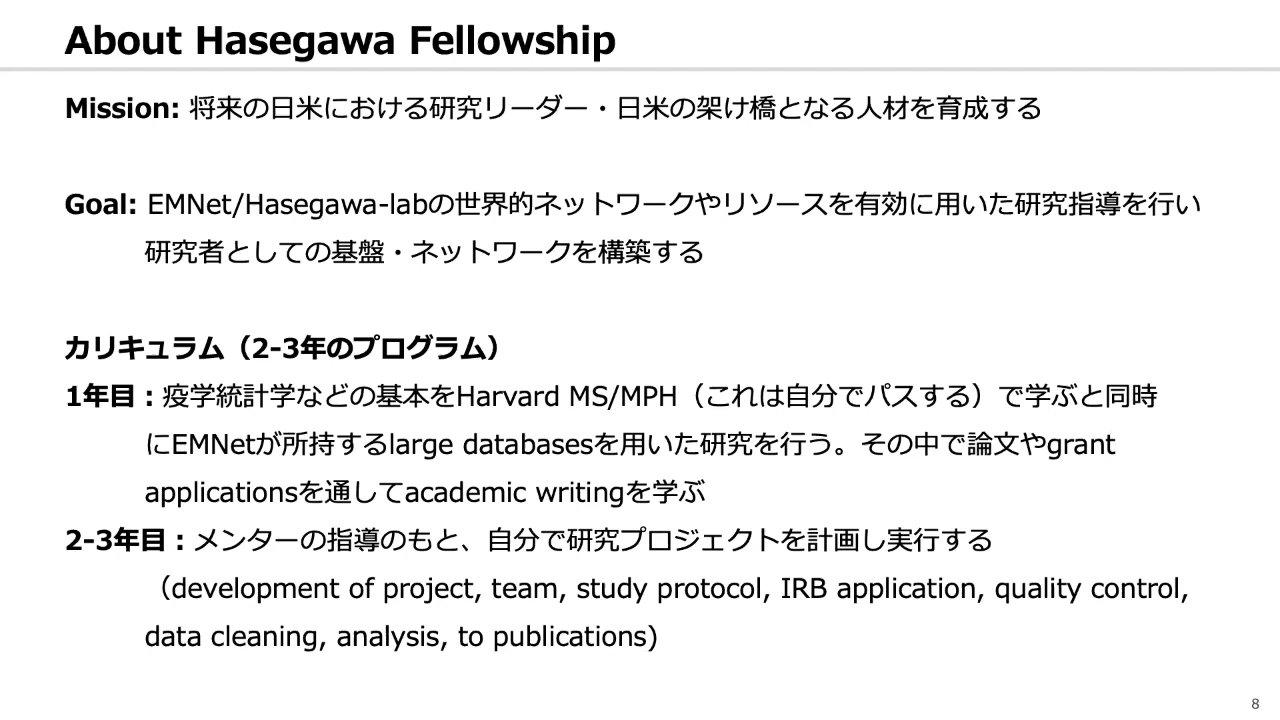 About Hasegawa Fellowship
Mission: 将来の日米における研究リーダー・日米の架け橋となる人材を育成する
Goal: EMNet/Hasegawa-labの世界的ネットワークやリソースを有効に用いた研究指導を行い
研究者としての基盤・ネットワークを構築する
カリキュラム（2-3年のプログラム）
1年目：疫学統計学などの基本をHarvard MS/MPH（これは自分でパスする）で学ぶと同時
にEMNetが所持するlarge databasesを用いた研究を行う。その中で論文やgrant
applicationsを通してacademic writingを学ぶ
2-3年目：メンターの指導のもと、自分で研究プロジェクトを計画し実行する
（development of project, team, study protocol, IRB application, quality control,
data cleaning, analysis, to publications)
8